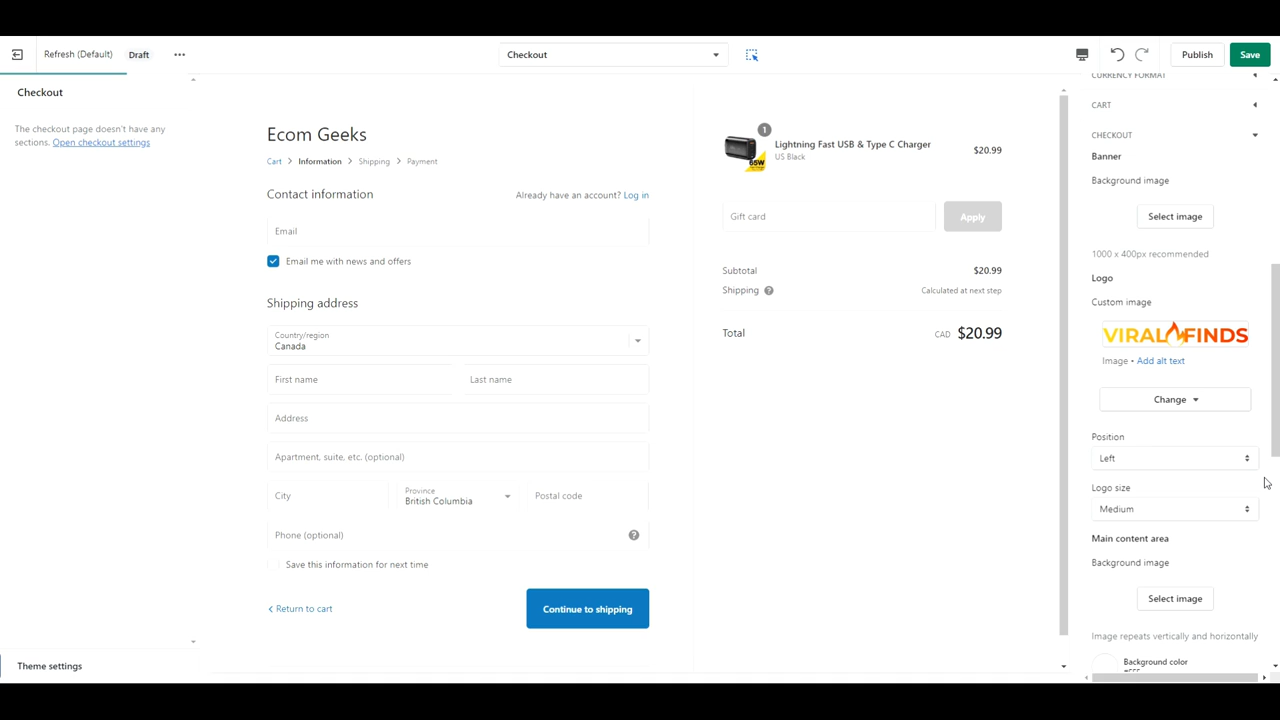 Refresh (Default)
Draft
Checkout
Publish
Save
Checkout
The checkout page doesn't have any
sections. Open checkout settings
Theme settings
Ecom Geeks
Cart
Information
Shipping
Payment
Contact information
Already have an account? Log in
Email
Email me with news and offers
Shipping address
Country/region
Canada
First name
Last name
Address
Apartment, suite, etc. (optional)
City
Province
British Columbia
Postal code
Phone (optional)
?
Save this information for next time
Return to cart
Continue to shipping
1
65W
Lightning Fast USB & Type C Charger
US Black
$20.99
Gift card
Apply
Subtotal
$20.99
Shipping ?
Calculated at next step
Total
CAD $20.99
CURRENCY FORMAT
CART
CHECKOUT
Banner
Background image
Select image
1000 x 400px recommended
Logo
Custom image
VIRAL FINDS
Image • Add alt text
Change
Position
Left
Logo size
Medium
Main content area
Background image
Select image
Image repeats vertically and horizontally
Background color